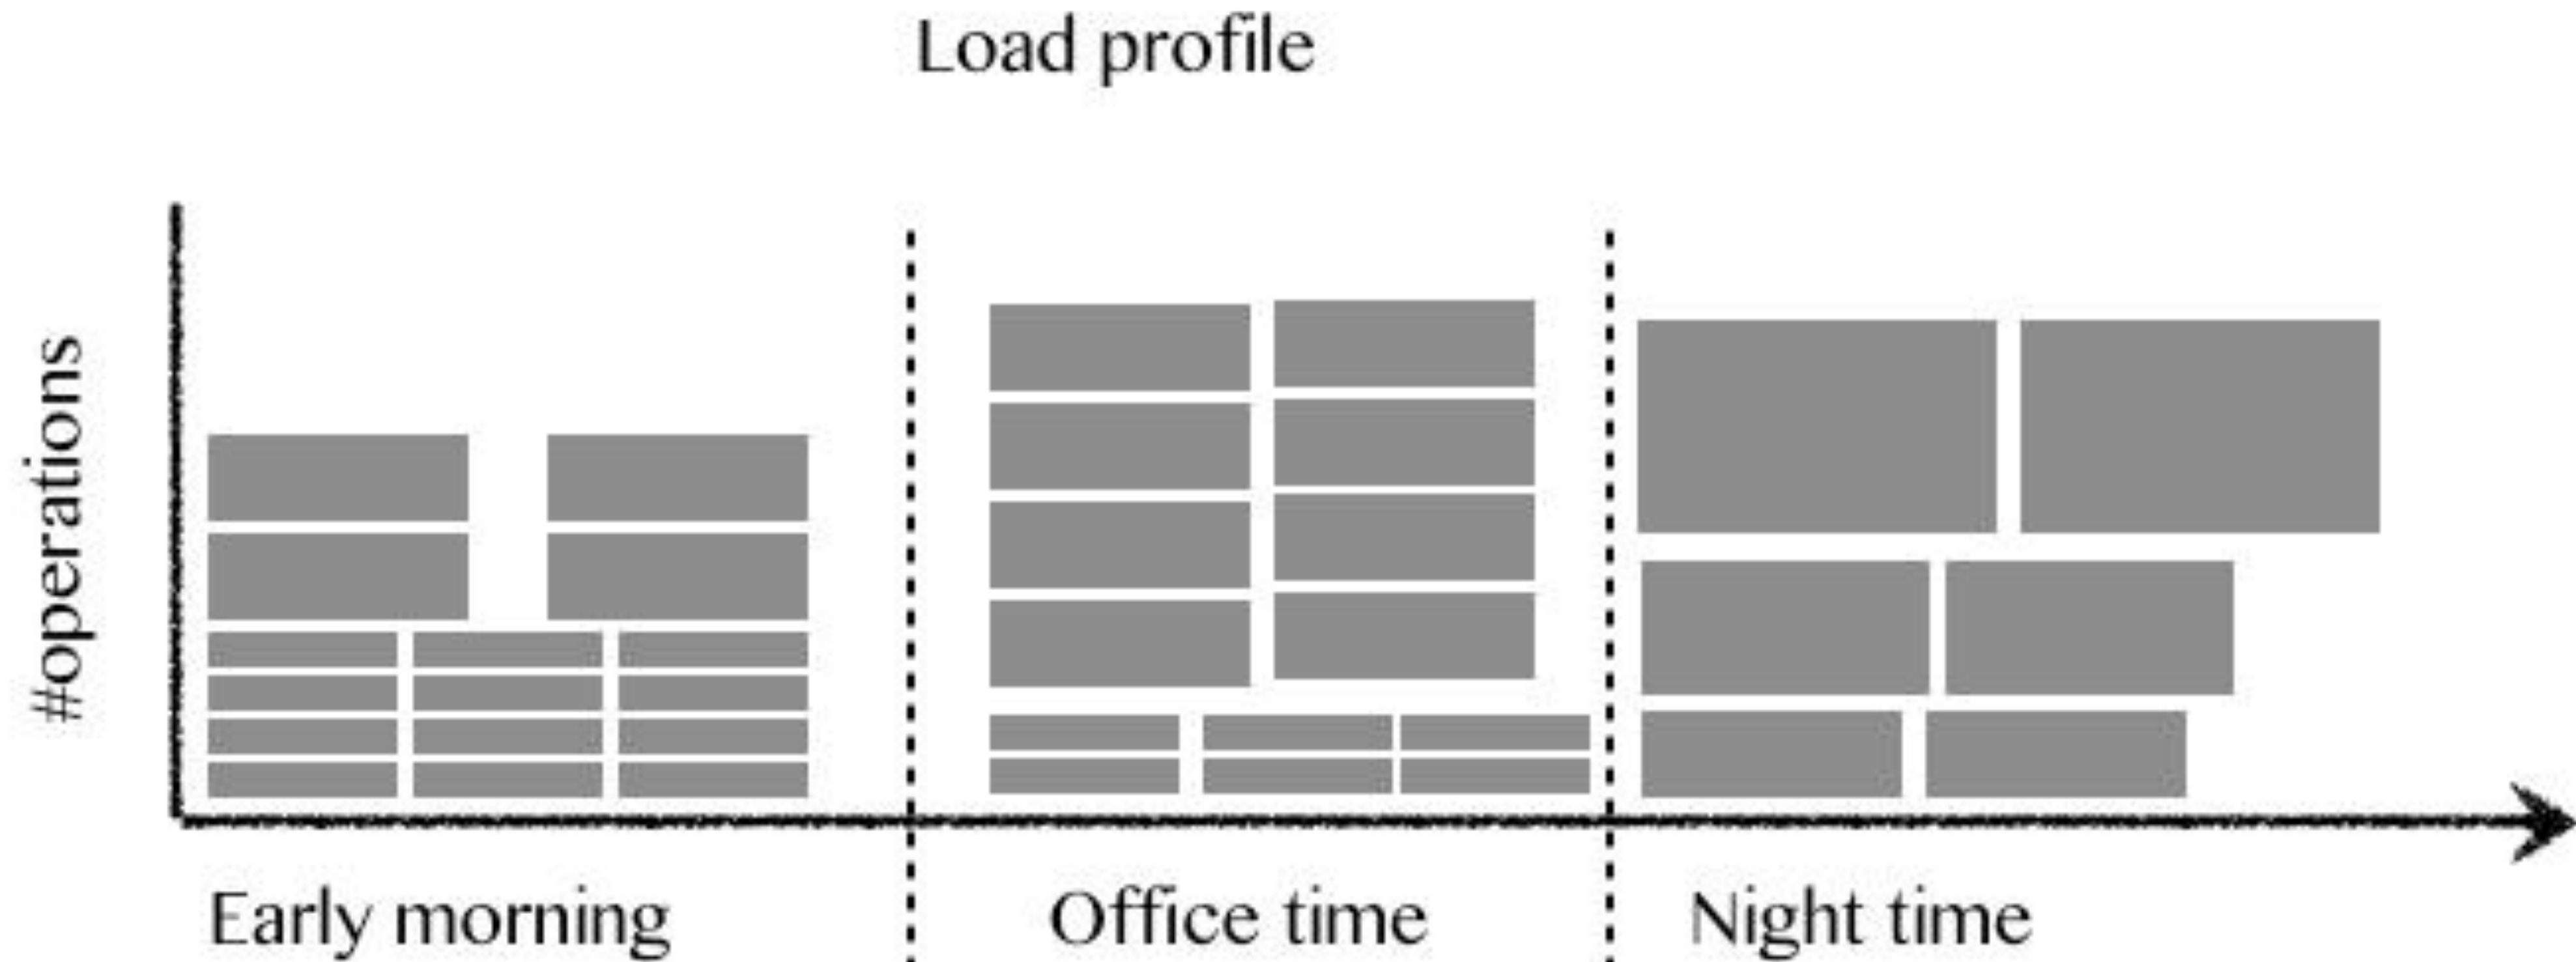 Load profile
#operations
Early morning
Office time
Night time